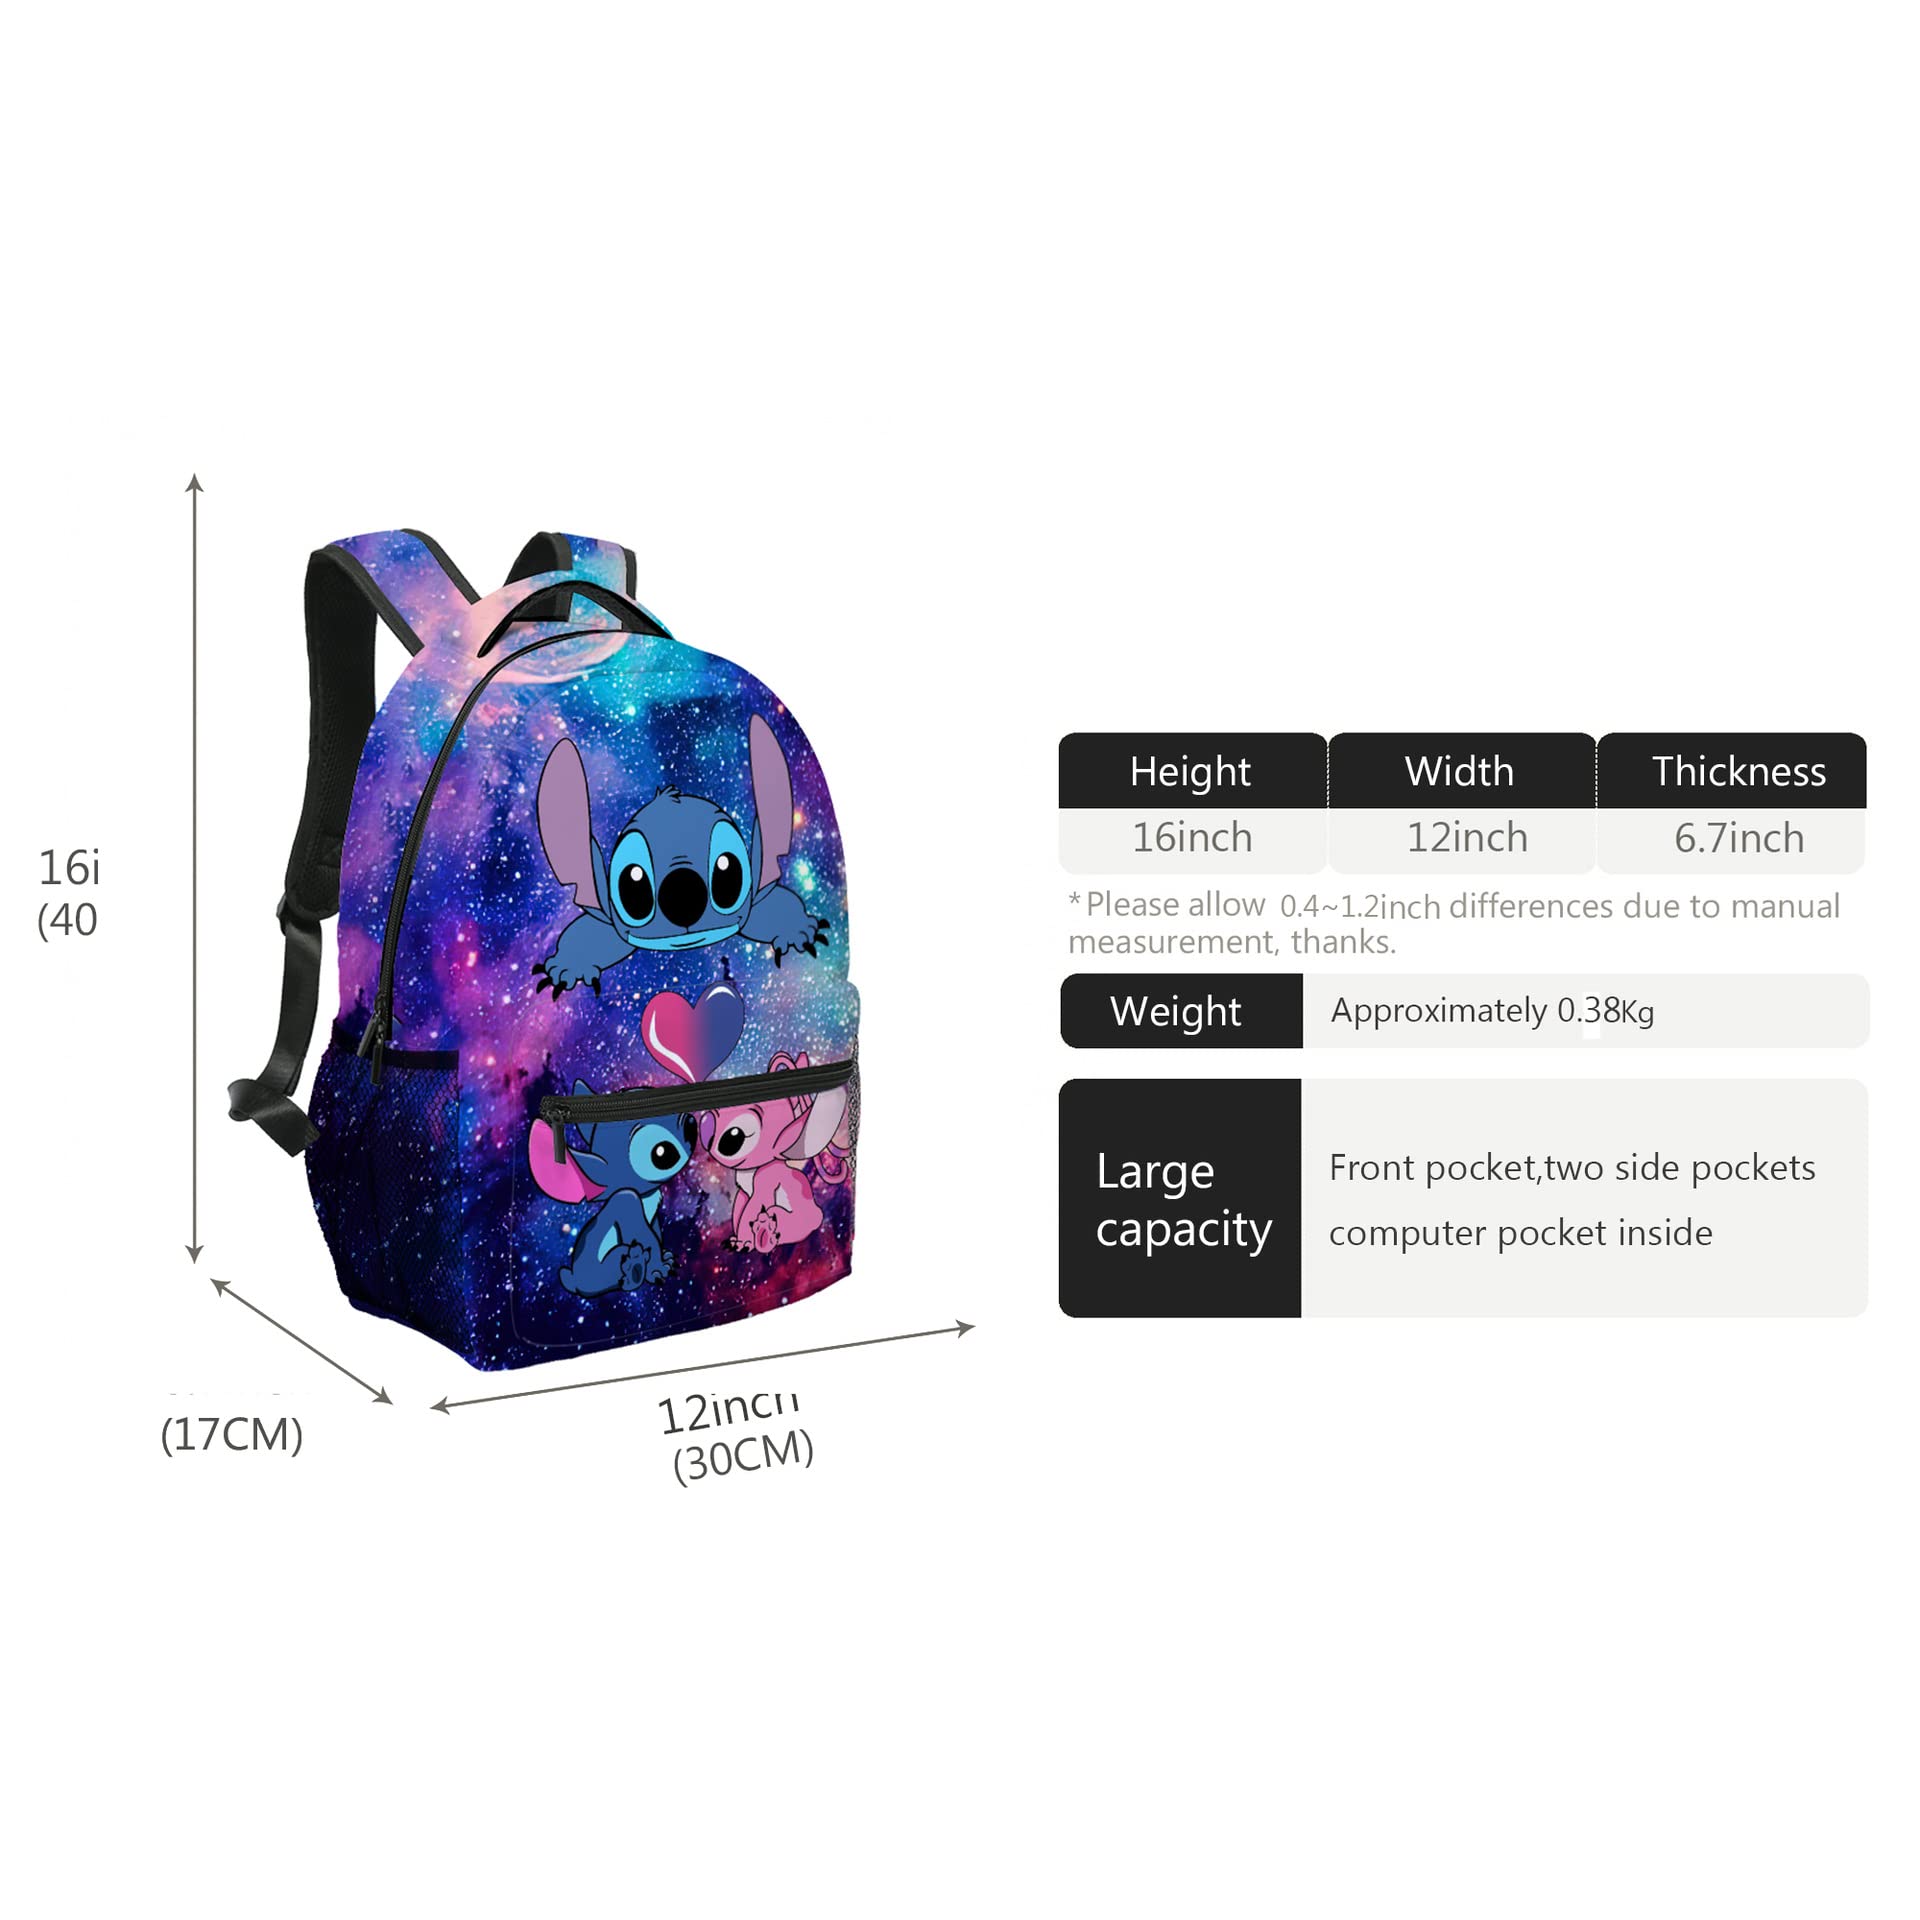 16i
(40
(17CM)
12inch
(30CM)
Height Width Thickness
16inch 12inch 6.7inch
*Please allow 0.4~1.2inch differences due to manual
measurement, thanks.
Weight Approximately 0.38Kg
Large
capacity
Front pocket,two side pockets
computer pocket inside